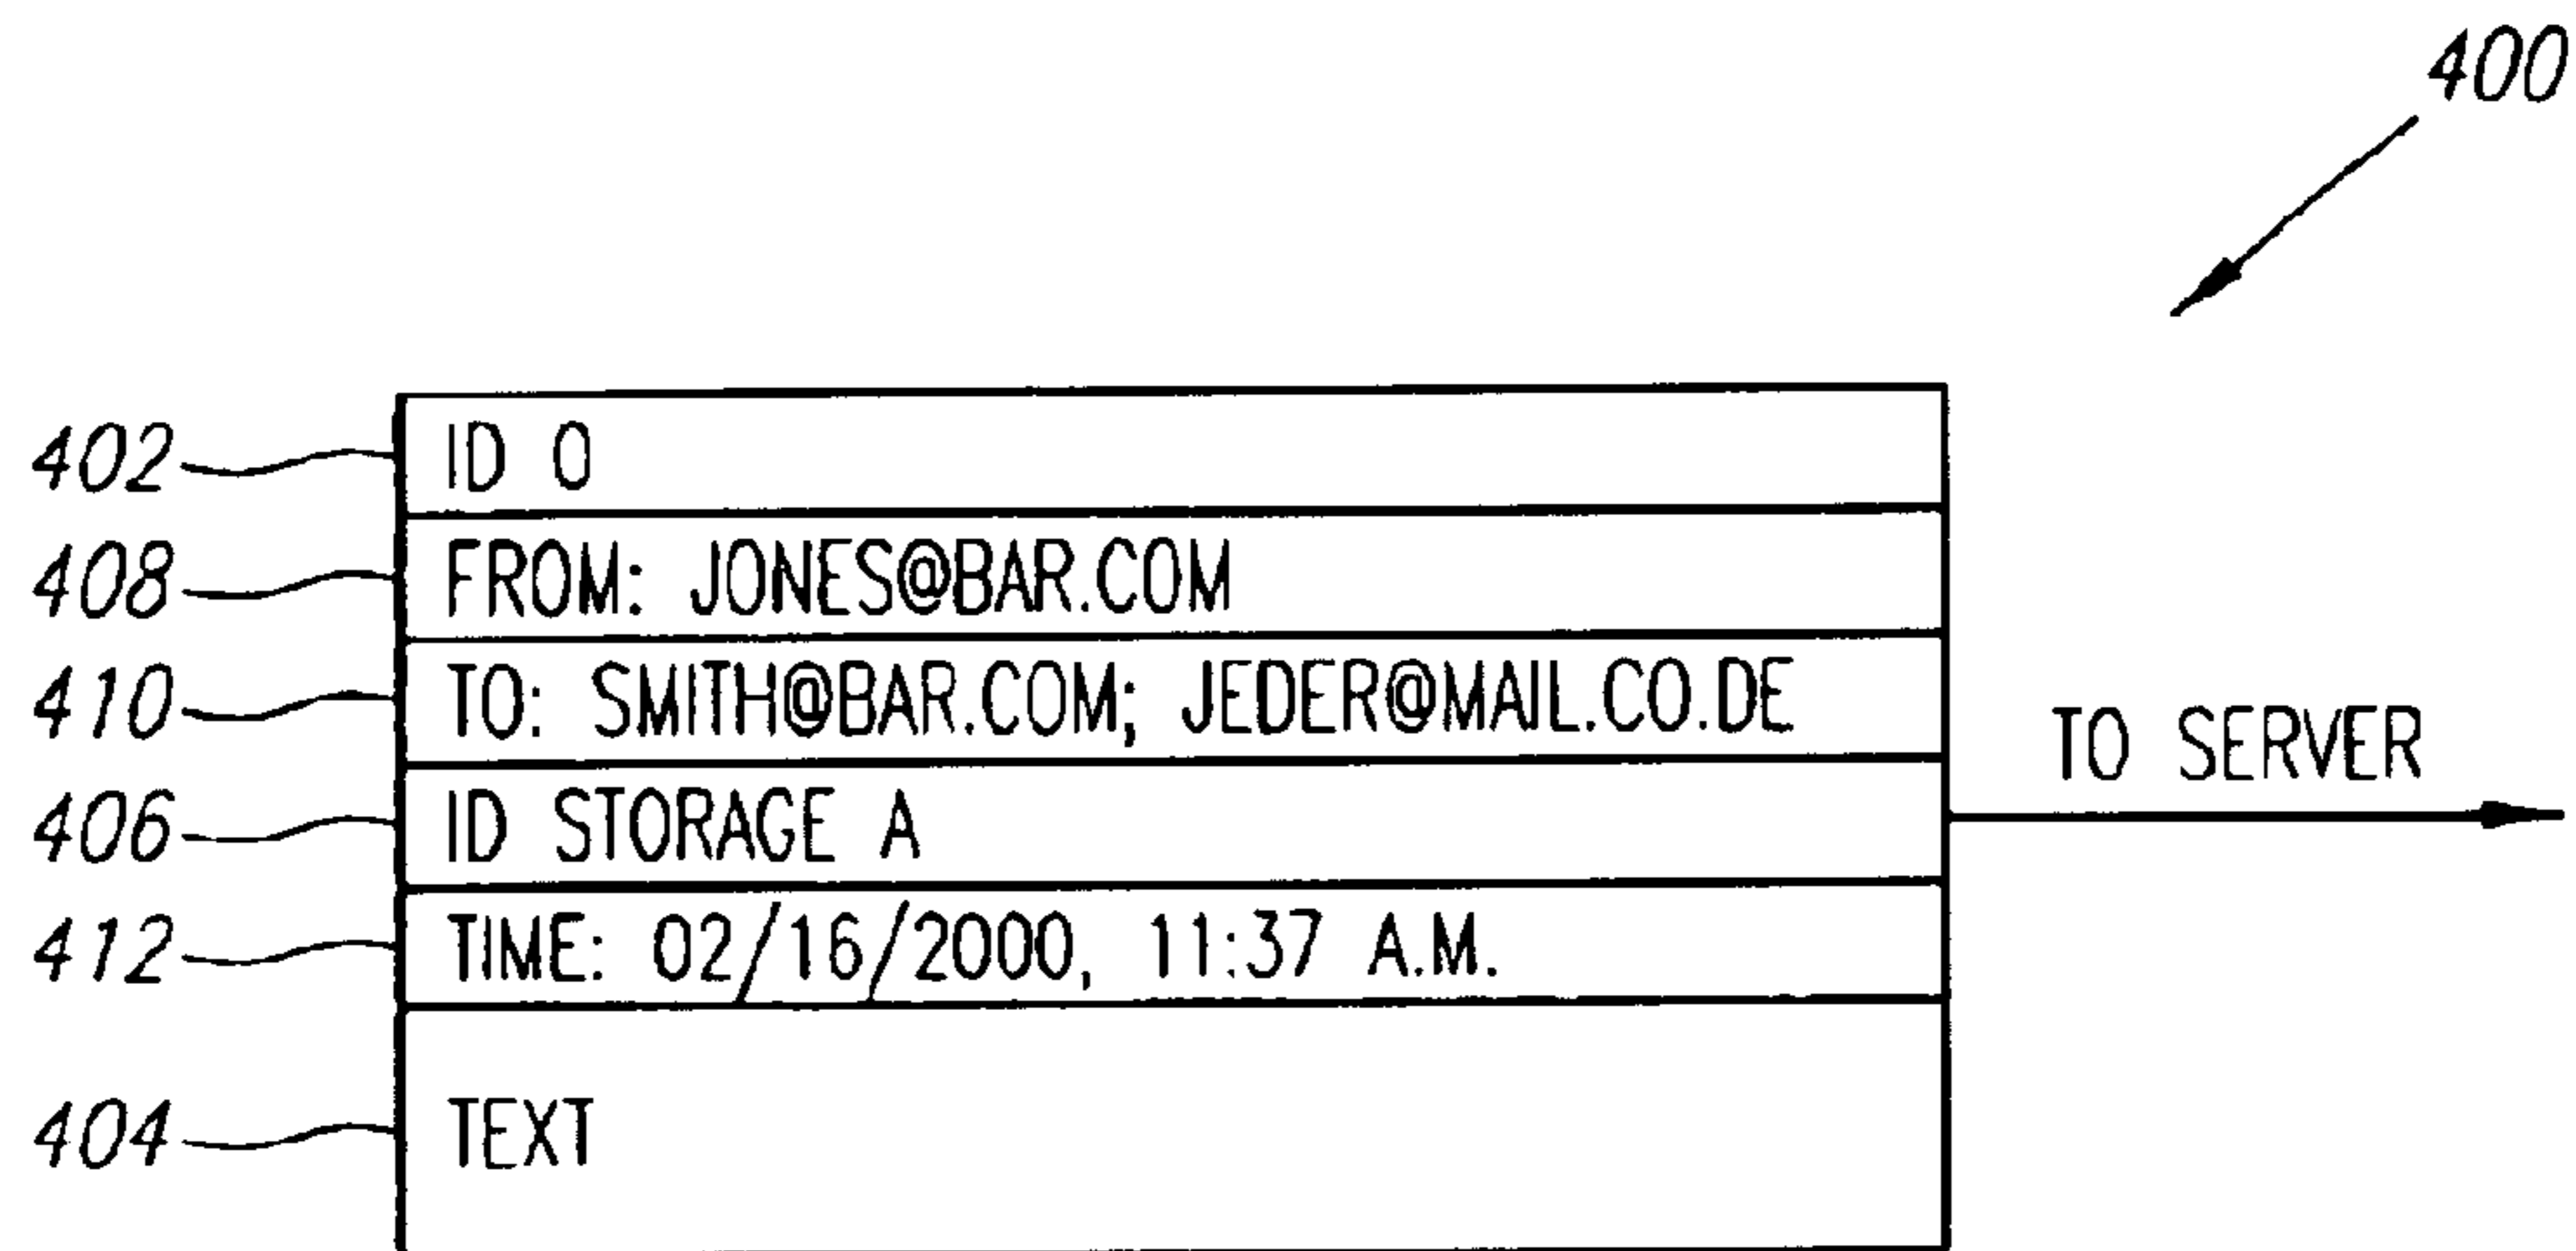 400
402 ID 0
408 FROM: JONES@BAR.COM
410 TO: SMITH@BAR.COM; JEDER@MAIL.CO.DE
TO SERVER
406 ID STORAGE A
412 TIME: 02/16/2000, 11:37 A.M.
404 TEXT